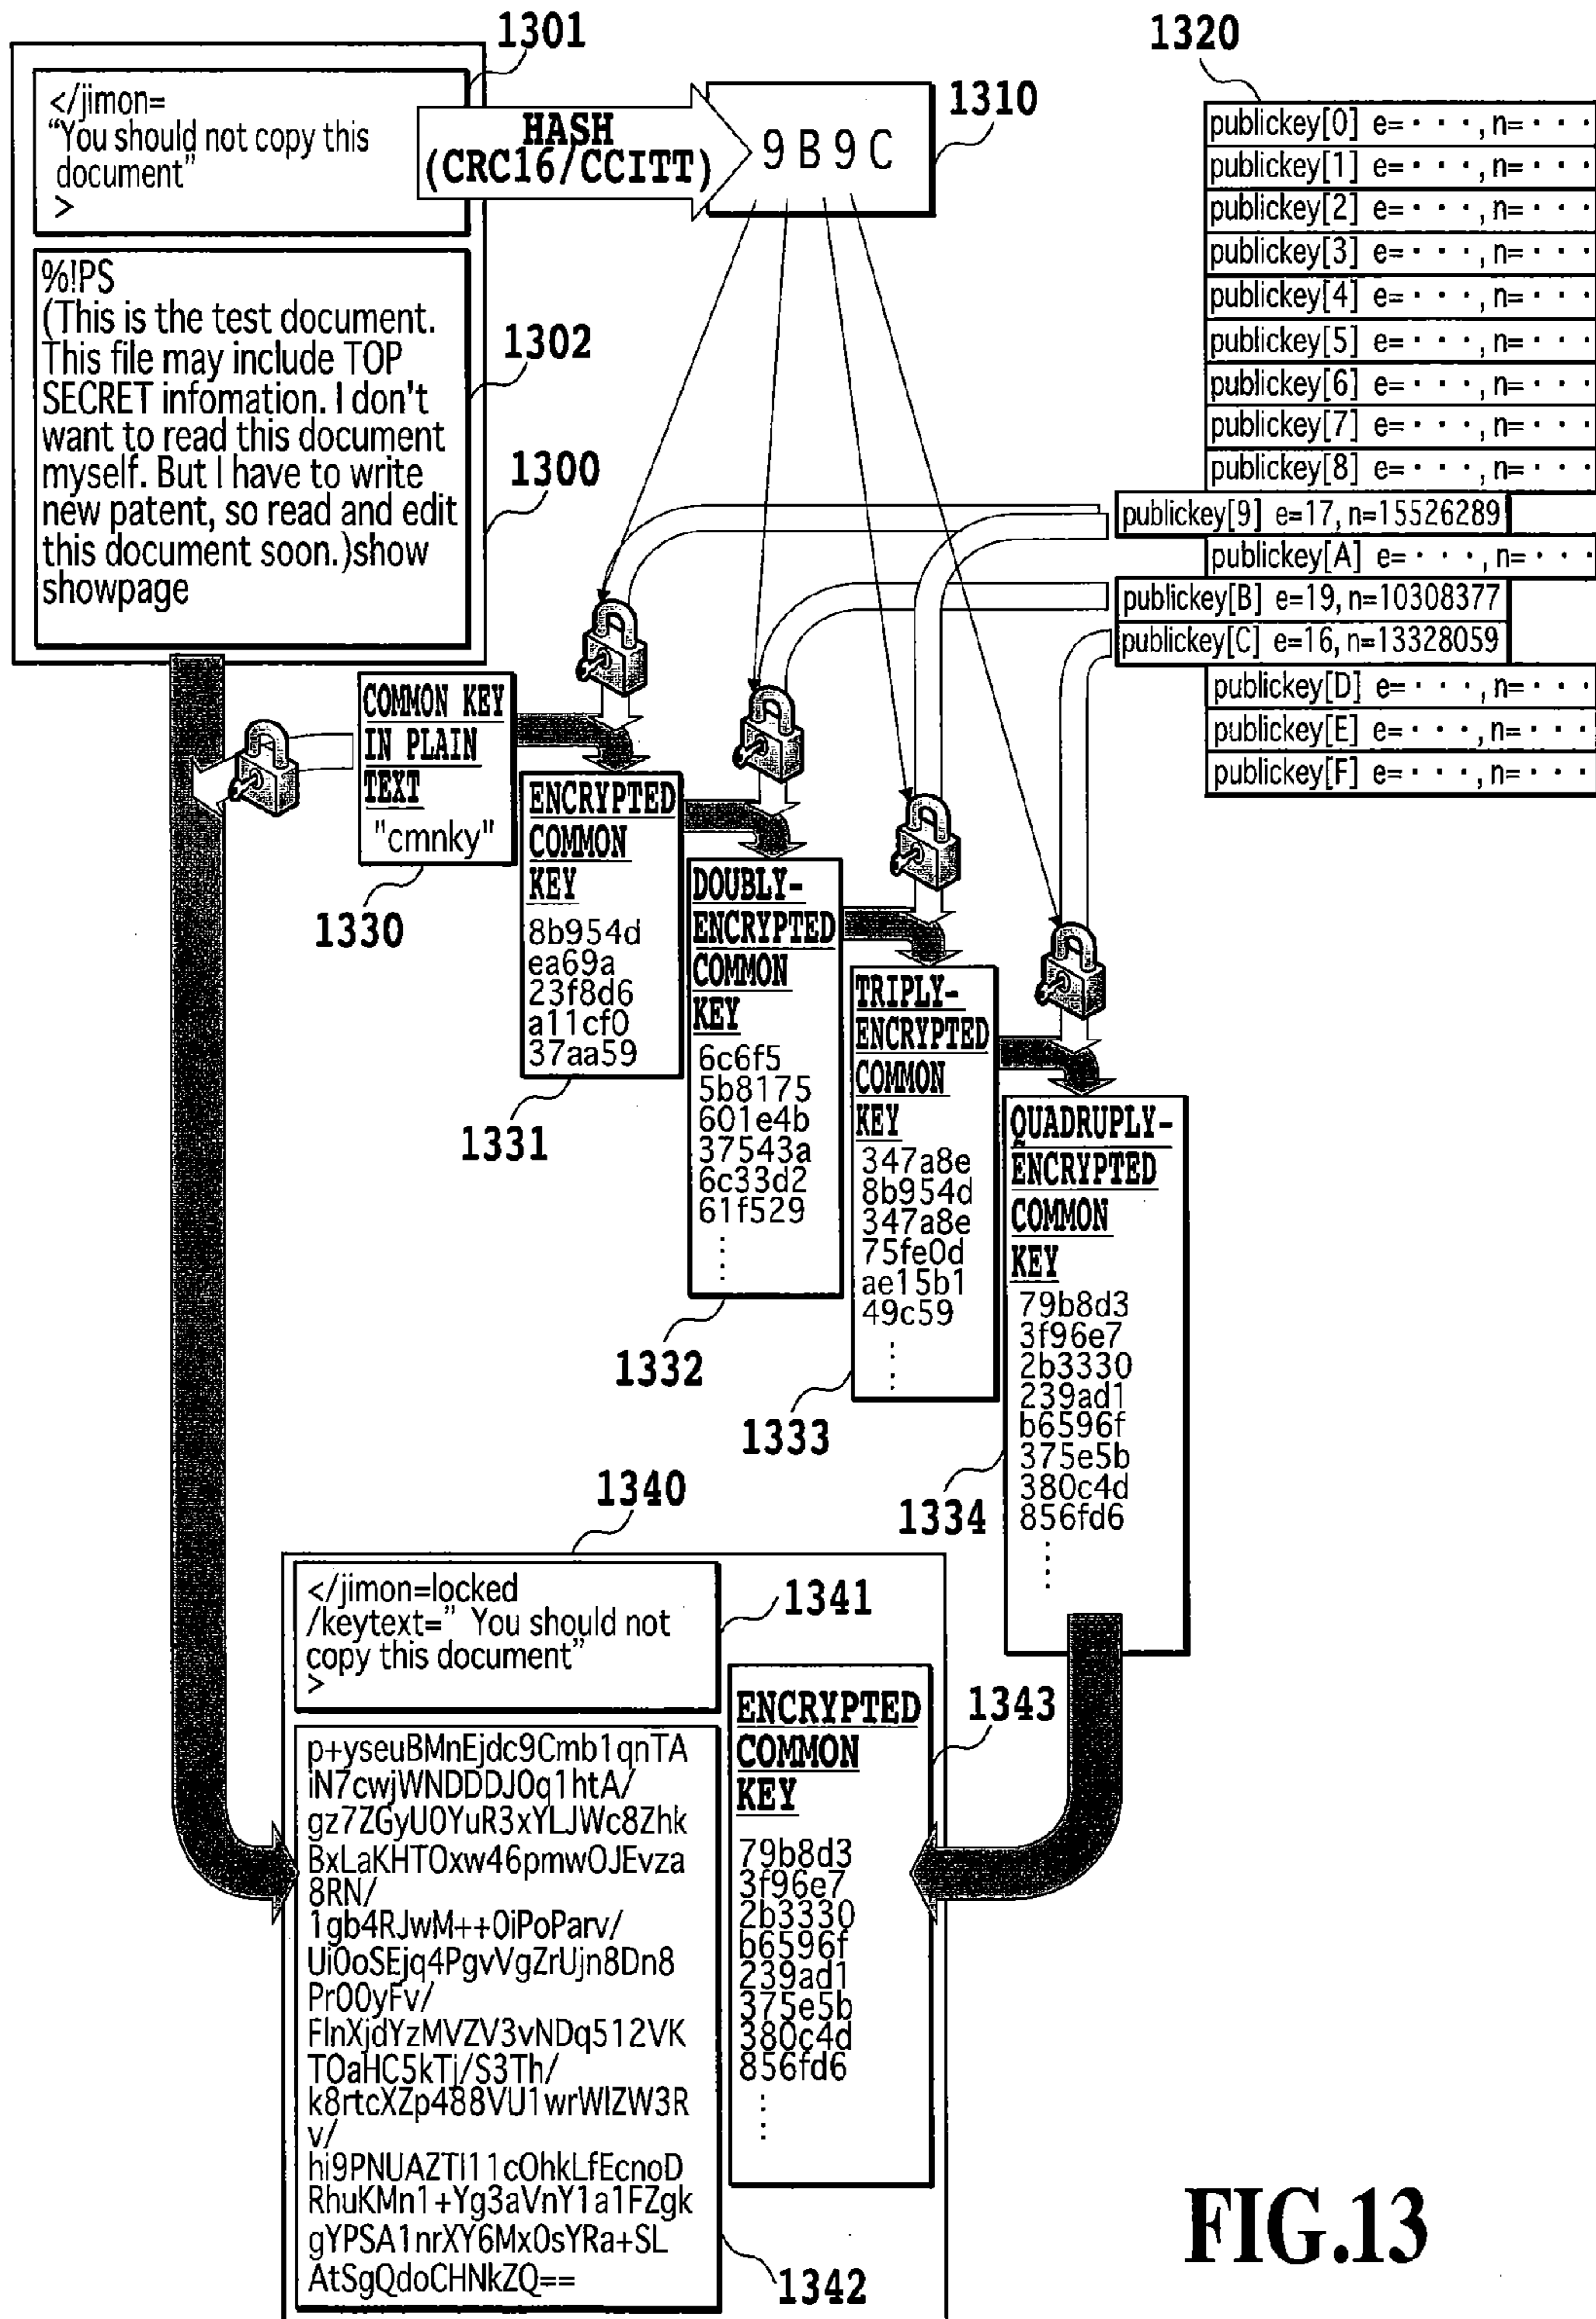 1301
</jimon=
“You should not copy this
document”
>
HASH
(CRC16/CCITT)
9B9C
1310
1320
publickey[0] e=···,n=···
publickey[1] e=···,n=···
publickey[2] e=···,n=···
publickey[3] e=···,n=···
publickey[4] e=···,n=···
publickey[5] e=···,n=···
publickey[6] e=···,n=···
publickey[7] e=···,n=···
publickey[8] e=···,n=···
publickey[9] e=17, n=15526289
publickey[A] e=···,n=···
publickey[B] e=19, n=10308377
publickey[C] e=16, n=13328059
publickey[D] e=···,n=···
publickey[E] e=···,n=···
publickey[F] e=···,n=···
%!PS
(This is the test document.
This file may include TOP
SECRET infomation. I don't
want to read this document
myself. But I have to write
new patent, so read and edit
this document soon.)show
showpage
1302
1300
COMMON KEY
IN PLAIN
TEXT
"cmnky"
1330
ENCRYPTED
COMMON
KEY
8b954d
ea69a
23f8d6
a11cf0
37aa59
1331
DOUBLY-
ENCRYPTED
COMMON
KEY
6c6f5
5b8175
601e4b
37543a
6c33d2
61f529
1332
TRIPLY-
ENCRYPTED
COMMON
KEY
347a8e
8b954d
347a8e
75fe0d
ae15b1
49c59
1333
QUADRUPLY-
ENCRYPTED
COMMON
KEY
79b8d3
3f96e7
2b3330
239ad1
b6596f
375e5b
380c4d
856fd6
1334
1340
</jimon=locked
/keytext=” You should not
copy this document”
>
1341
p+yseuBMnEjdc9Cmb1qnTA
iN7cwjWNDDDJ0q1htA/
gz7ZGyU0YuR3xYLJWc8Zhk
BxLaKHTOxw46pmwOJEvza
8RN/
1gb4RJwM++0iPoParv/
Ui0oSEjq4PgvVgZrUjn8Dn8
Pr00yFv/
FlnXjdYzMVZV3vNDq512VK
TOaHC5kTj/S3Th/
k8rtcXZp488VU1wrWlZW3R
v/
hi9PNUAZTl11cOhkLfEcnoD
RhuKMn1+Yg3aVnY1a1FZgk
gYPSA1nrXY6Mx0sYRa+SL
AtSgQdoCHNkZQ==
1342
ENCRYPTED
COMMON
KEY
79b8d3
3f96e7
2b3330
b6596f
239ad1
375e5b
380c4d
856fd6
1343
FIG.13